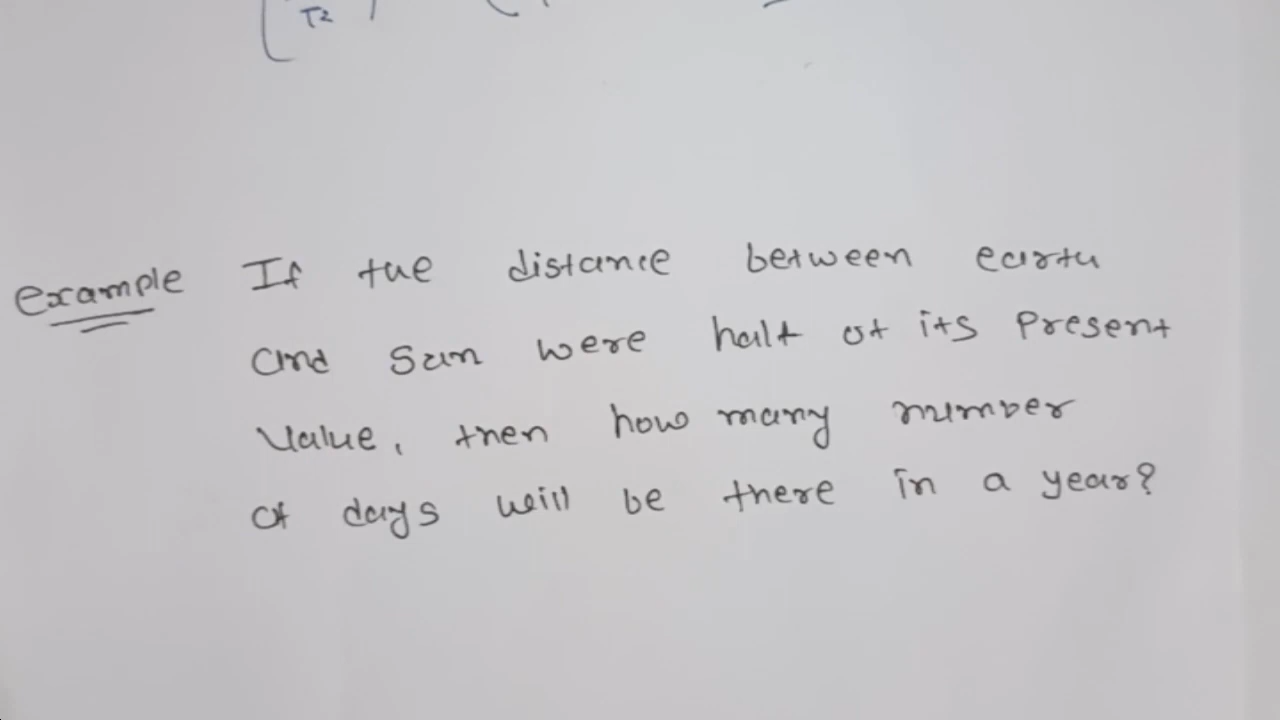 T2
example If the distance between earth
and Sun were half of its Present
Value, then how many number
of days will be there in a year?